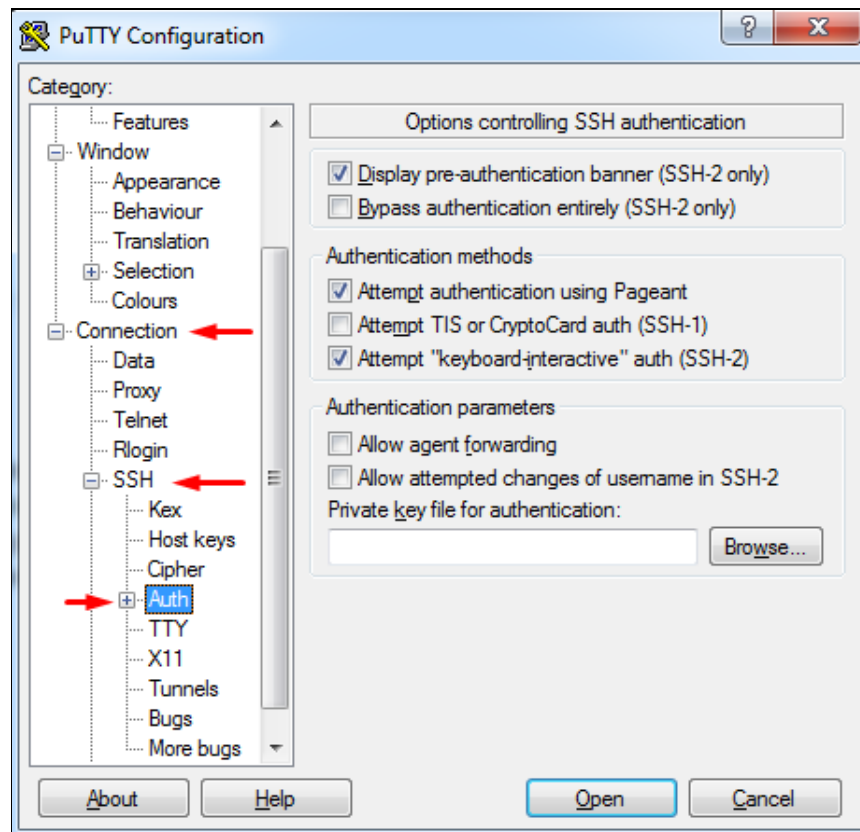 PuTTY Configuration
Category:
Features
Window
Appearance
Behaviour
Translation
Selection
Colours
Connection
Data
Proxy
Telnet
Rlogin
SSH
Kex
Host keys
Cipher
Auth
TTY
X11
Tunnels
Bugs
More bugs
Options controlling SSH authentication
Display pre-authentication banner (SSH-2 only)
Bypass authentication entirely (SSH-2 only)
Authentication methods
Attempt authentication using Pageant
Attempt TIS or CryptoCard auth (SSH-1)
Attempt "keyboard-interactive" auth (SSH-2)
Authentication parameters
Allow agent forwarding
Allow attempted changes of username in SSH-2
Private key file for authentication:
Browse...
About
Help
Open
Cancel